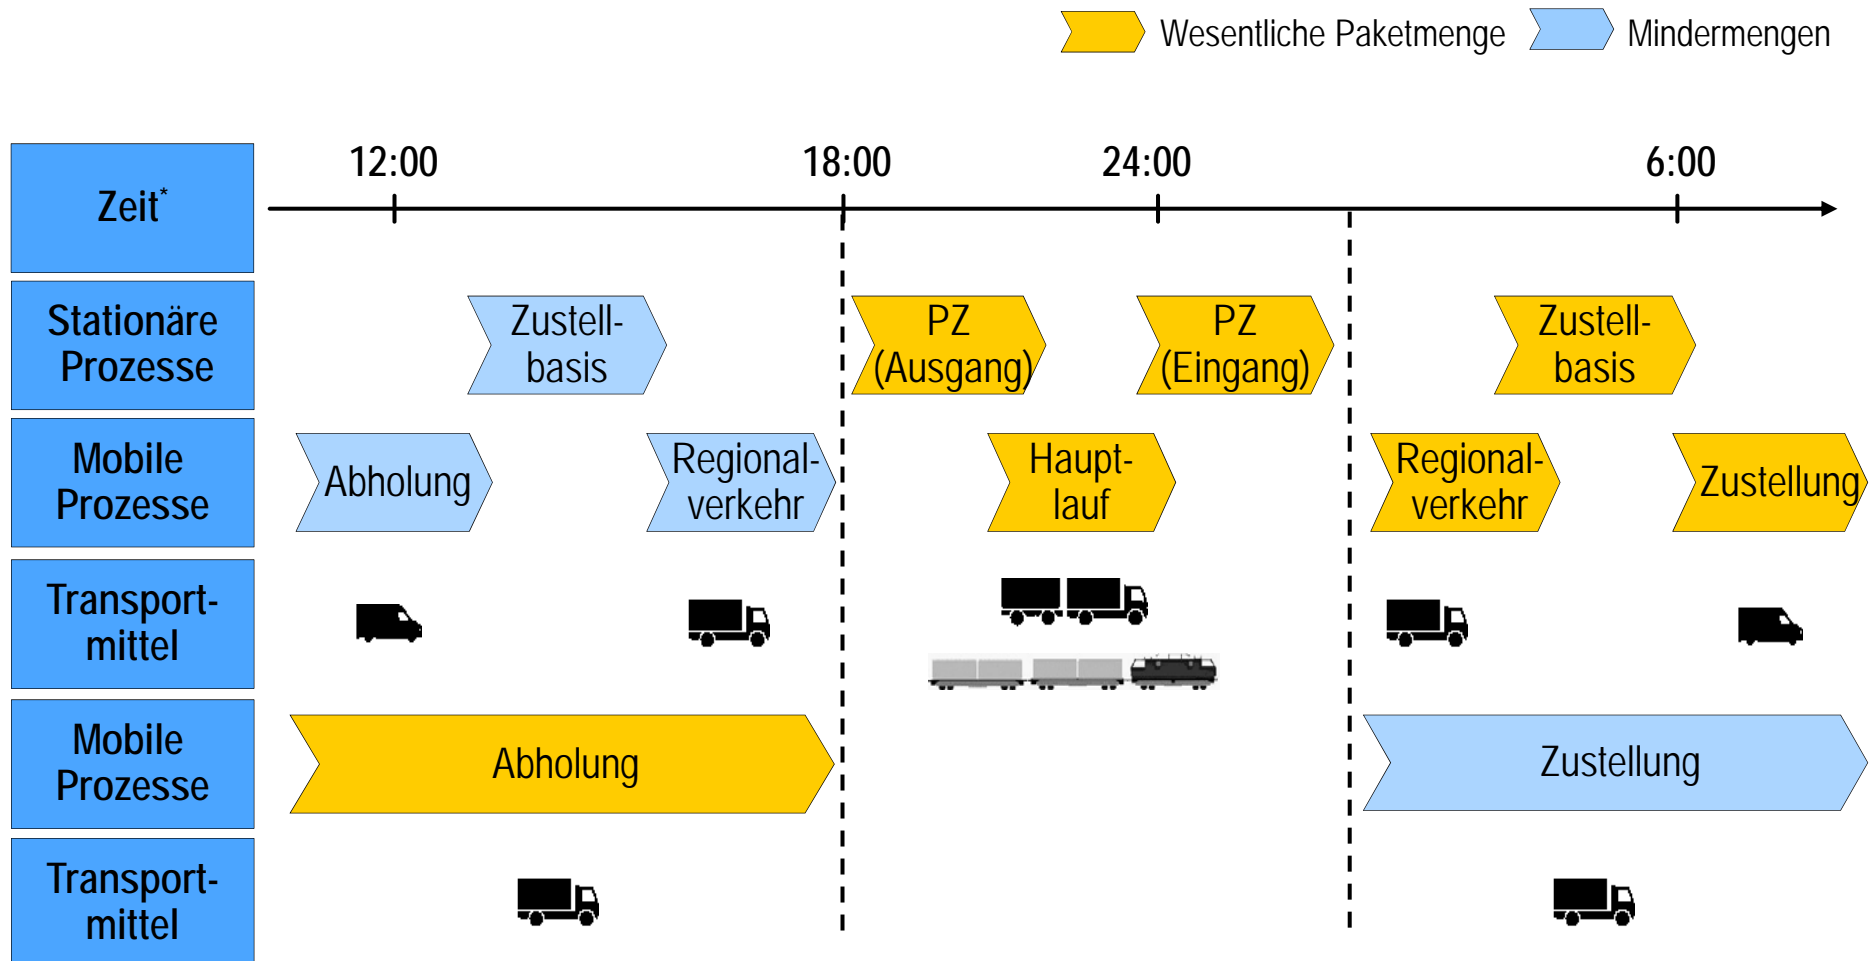 Wesentliche Paketmenge Mindermengen
12:00 18:00 24:00 6:00
Zeit*
Stationäre
Prozesse
Zustell-
basis
PZ
(Ausgang)
PZ
(Eingang)
Zustell-
basis
Mobile
Prozesse
Abholung
Regional-
verkehr
Haupt-
lauf
Regional-
verkehr
Zustellung
Transport-
mittel
Mobile
Prozesse
Abholung
Zustellung
Transport-
mittel